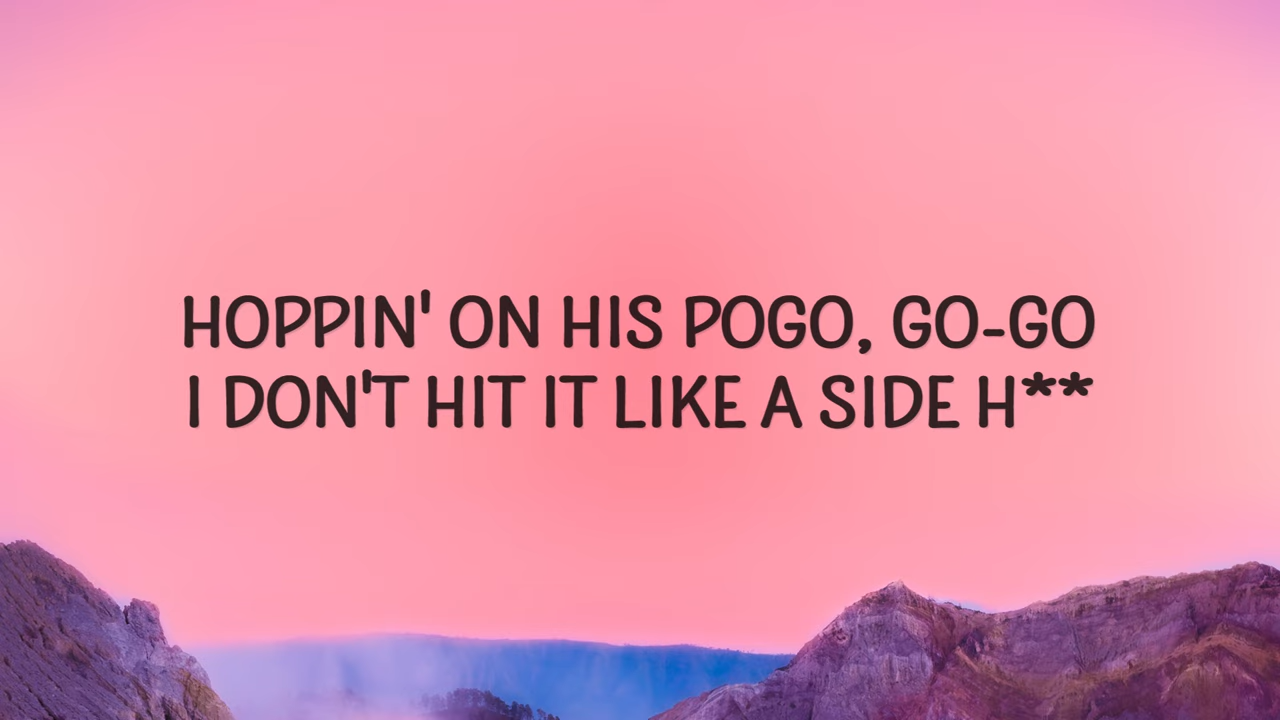 HOPPIN' ON HIS POGO, GO-GO
I DON'T HIT IT LIKE A SIDE H**